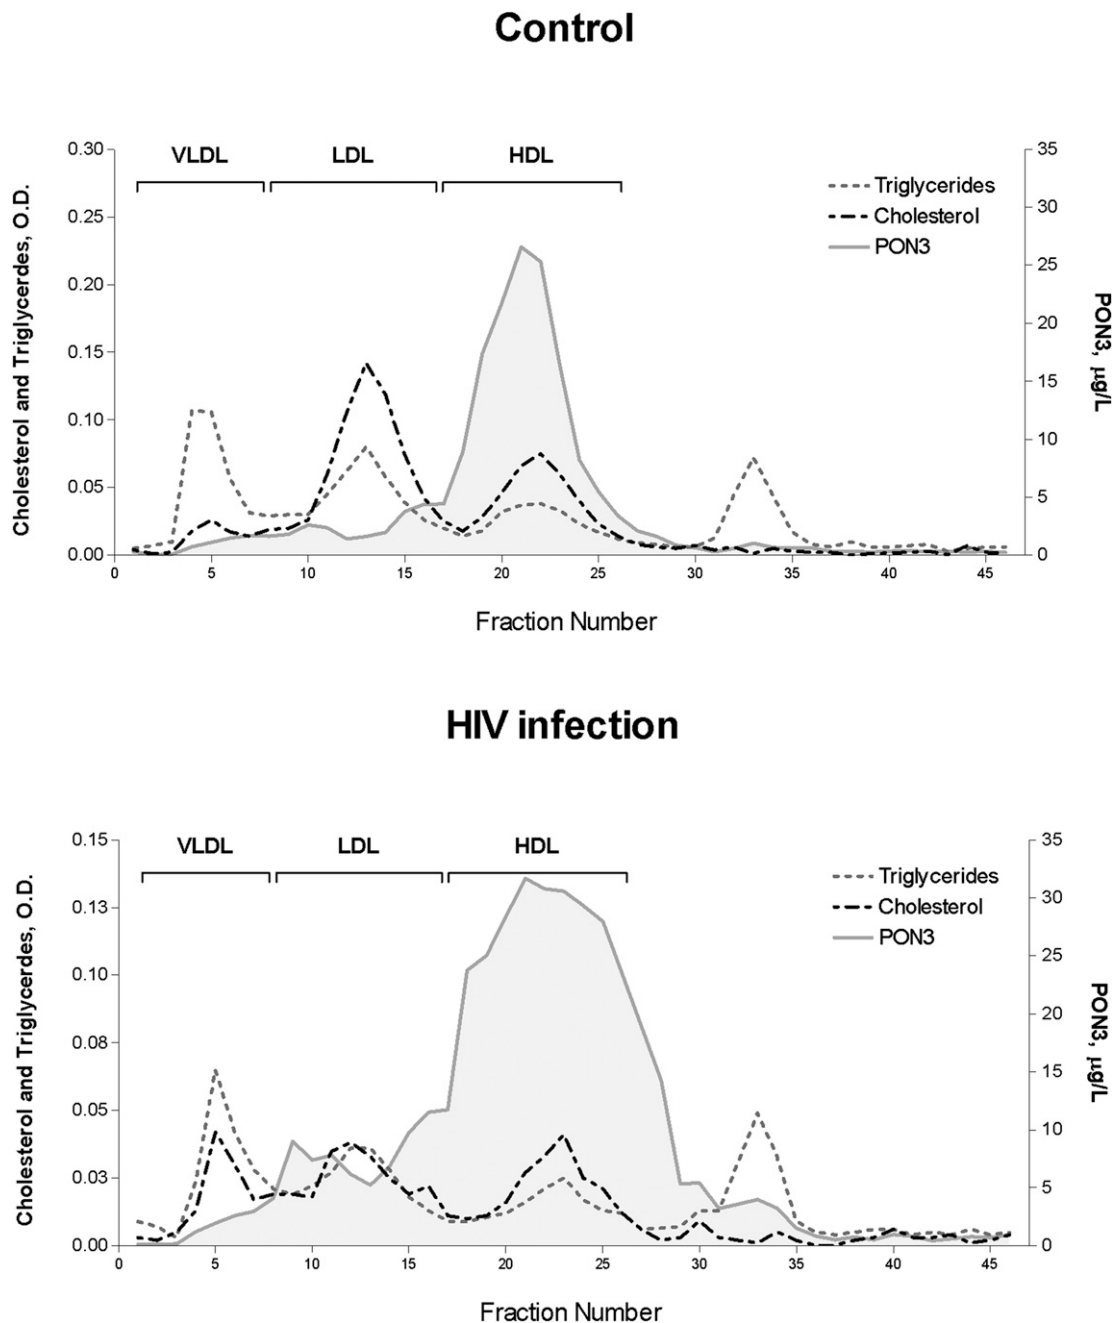 Control
VLDL LDL HDL
Triglycerides
Cholesterol
PON3
0.30
0.25
0.20
0.15
0.10
0.05
0.00
35
30
25
20
15
10
5
0
0 5 10 15 20 25 30 35 40 45
Cholesterol and Triglycerdes, O.D.
PON3, µg/L
Fraction Number
HIV infection
VLDL LDL HDL
Triglycerides
Cholesterol
PON3
0.15
0.13
0.10
0.08
0.05
0.03
0.00
35
30
25
20
15
10
5
0
0 5 10 15 20 25 30 35 40 45
Cholesterol and Triglycerdes, O.D.
PON3, µg/L
Fraction Number